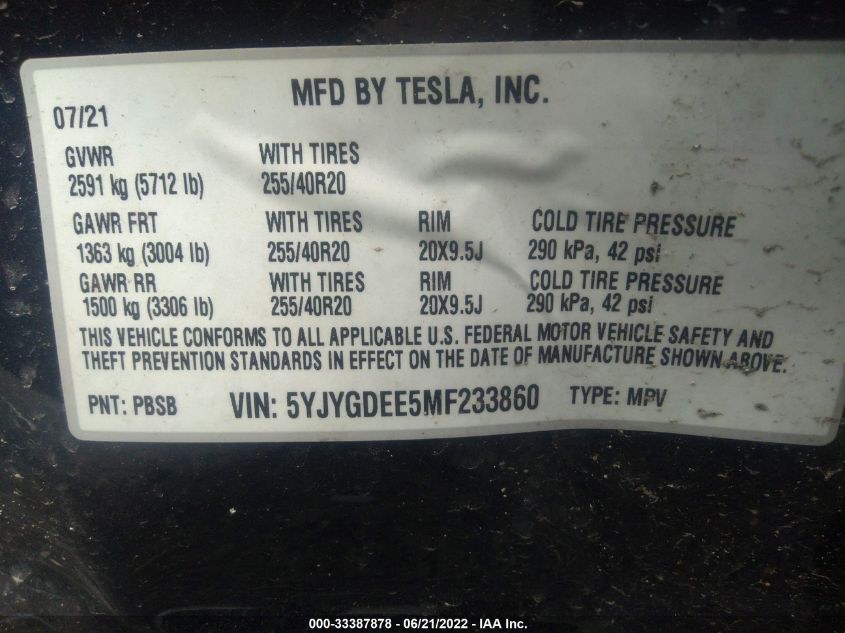 MFD BY TESLA, INC.
07/21
GVWR WITH TIRES
2591 kg (5712 lb) 255/40R20
GAWR FRT WITH TIRES RIM COLD TIRE PRESSURE
1363 kg (3004 lb) 255/40R20 20X9.5J 290 kPa, 42 psi
GAWR RR WITH TIRES RIM COLD TIRE PRESSURE
1500 kg (3306 lb) 255/40R20 20X9.5J 290 kPa, 42 psi
THIS VEHICLE CONFORMS TO ALL APPLICABLE U.S. FEDERAL MOTOR VEHICLE SAFETY AND
THEFT PREVENTION STANDARDS IN EFFECT ON THE DATE OF MANUFACTURE SHOWN ABOVE.
PNT: PBSB VIN: 5YJYGDEE5MF233860 TYPE: MPV
000-33387878 - 06/21/2022 - IAA Inc.